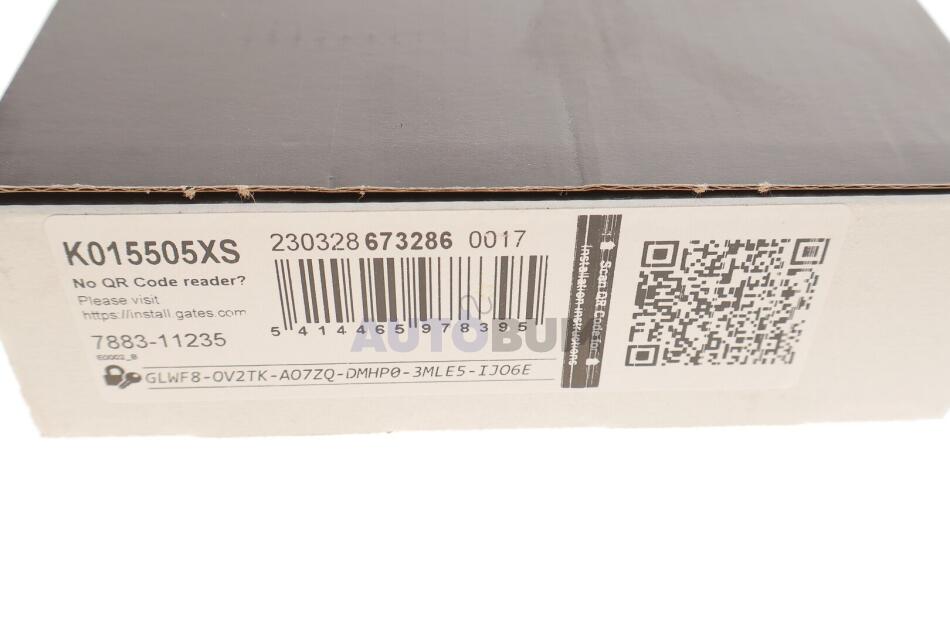 K015505XS
No QR Code reader?
Please visit
https://install.gates.com
7883-11235
E0002_B
230328 673286 0017
5 414465 978395
GLWF8-OV2TK-AO7ZQ-DMHP0-3MLE5-IJO6E
Scan QR Code for
installation instructions